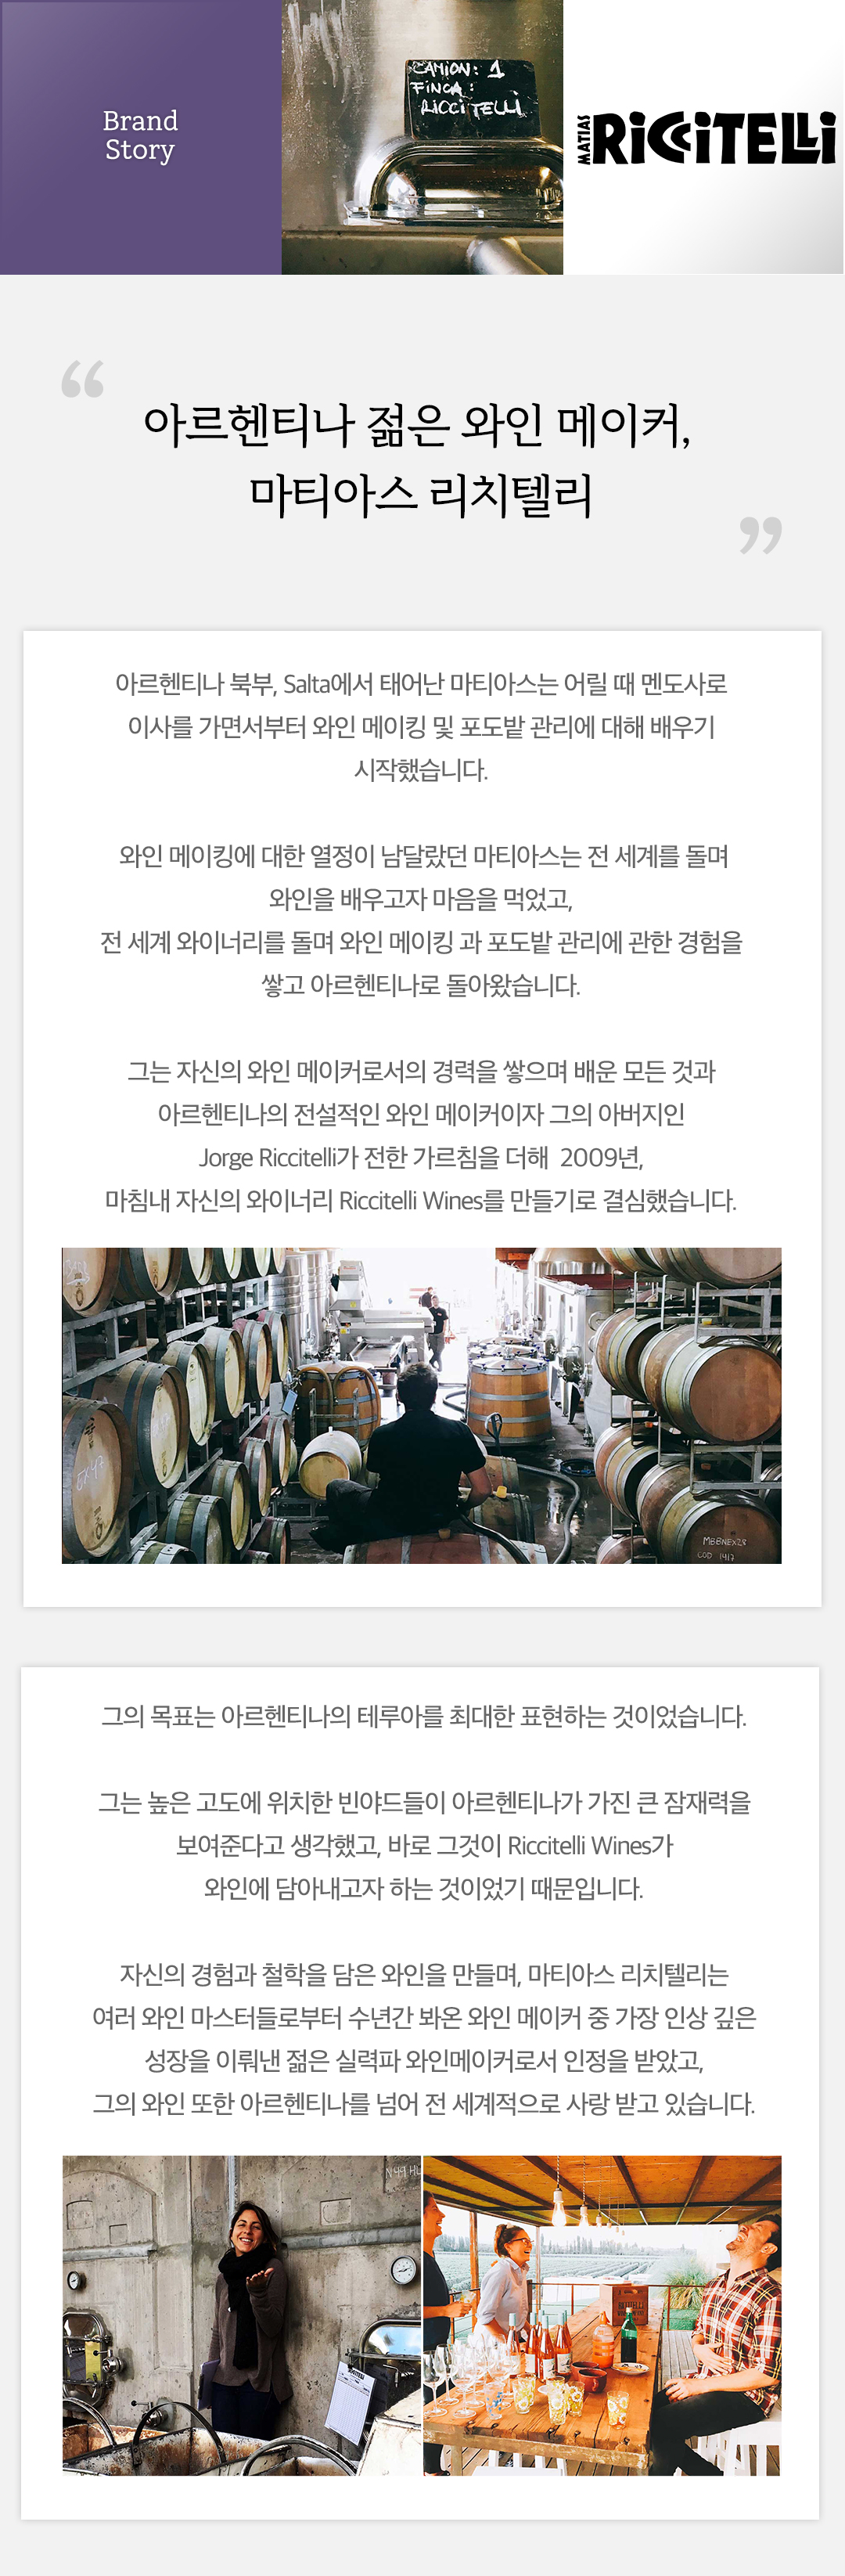 Brand
Story
CAMION: 1
FINCA:
RICCITELLI
MATIAS
RICCITELLI
“
아르헨티나 젊은 와인 메이커,
마티아스 리치텔리
”
아르헨티나 북부, Salta에서 태어난 마티아스는 어릴 때 멘도사로
이사를 가면서부터 와인 메이킹 및 포도밭 관리에 대해 배우기
시작했습니다.
와인 메이킹에 대한 열정이 남달랐던 마티아스는 전 세계를 돌며
와인을 배우고자 마음을 먹었고,
전 세계 와이너리를 돌며 와인 메이킹 과 포도밭 관리에 관한 경험을
쌓고 아르헨티나로 돌아왔습니다.
그는 자신의 와인 메이커로서의 경력을 쌓으며 배운 모든 것과
아르헨티나의 전설적인 와인 메이커이자 그의 아버지인
Jorge Riccitelli가 전한 가르침을 더해 2009년,
마침내 자신의 와이너리 Riccitelli Wines를 만들기로 결심했습니다.
MBBNEX28
COD 1417
그의 목표는 아르헨티나의 테루아를 최대한 표현하는 것이었습니다.
그는 높은 고도에 위치한 빈야드들이 아르헨티나가 가진 큰 잠재력을
보여준다고 생각했고, 바로 그것이 Riccitelli Wines가
와인에 담아내고자 하는 것이었기 때문입니다.
자신의 경험과 철학을 담은 와인을 만들며, 마티아스 리치텔리는
여러 와인 마스터들로부터 수년간 봐온 와인 메이커 중 가장 인상 깊은
성장을 이뤄낸 젊은 실력파 와인메이커로서 인정을 받았고,
그의 와인 또한 아르헨티나를 넘어 전 세계적으로 사랑 받고 있습니다.
RICCITELLI